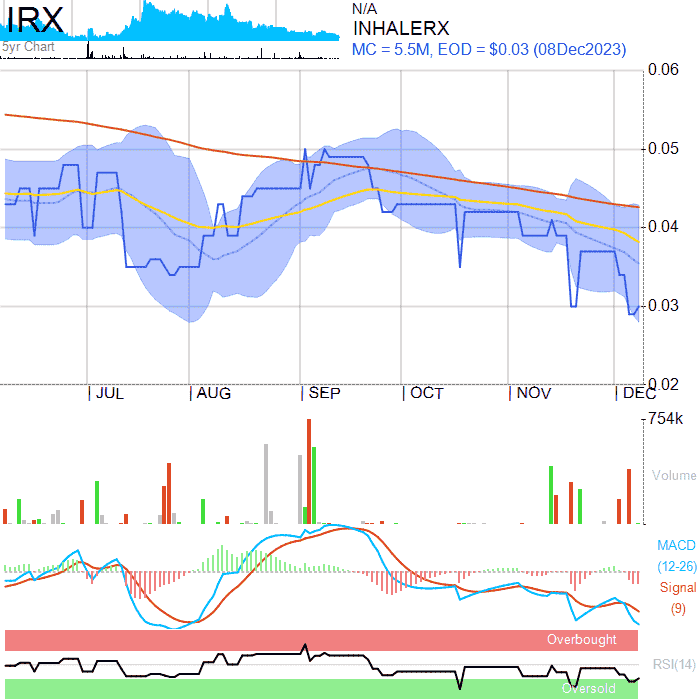 IRX
5yr Chart
N/A
INHALERX
MC = 5.5M, EOD = $0.03 (08Dec2023)
0.06
0.05
0.04
0.03
0.02
JUL AUG SEP OCT NOV DEC
754k
Volume
MACD
(12-26)
Signal
(9)
Overbought
RSI(14)
Oversold